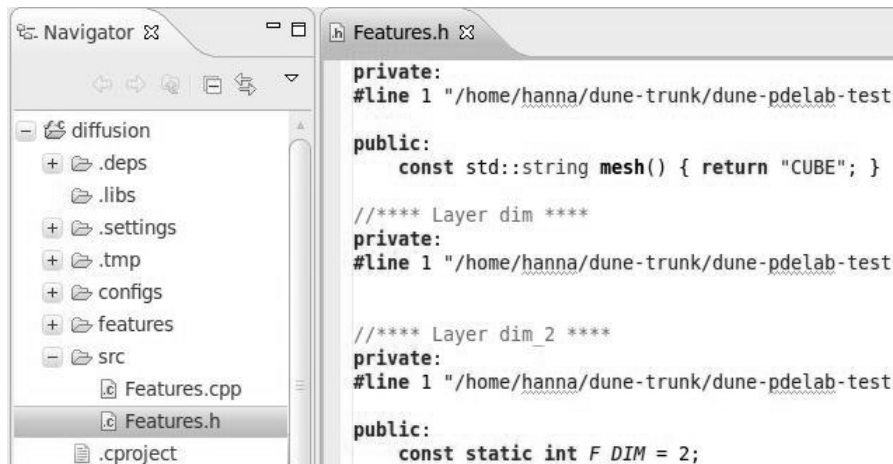 Navigator
diffusion
.deps
.libs
.settings
.tmp
configs
features
src
Features.cpp
Features.h
.cproject
Features.h
private:
#line 1 "/home/hanna/dune-trunk/dune-pdelab-test
public:
const std::string mesh() { return "CUBE"; }
//**** Layer dim ****
private:
#line 1 "/home/hanna/dune-trunk/dune-pdelab-test
//**** Layer dim_2 ****
private:
#line 1 "/home/hanna/dune-trunk/dune-pdelab-test
public:
const static int F_DIM = 2;